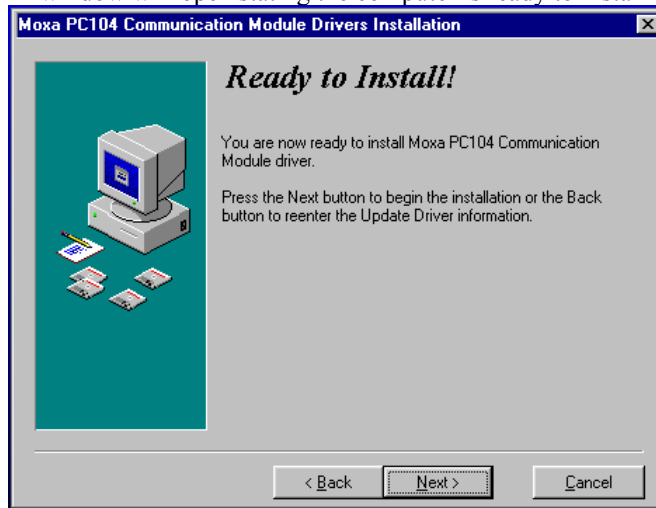 Moxa PC104 Communication Module Drivers Installation
Ready to Install!
You are now ready to install Moxa PC104 Communication
Module driver.
Press the Next button to begin the installation or the Back
button to reenter the Update Driver information.
< Back
Next >
Cancel